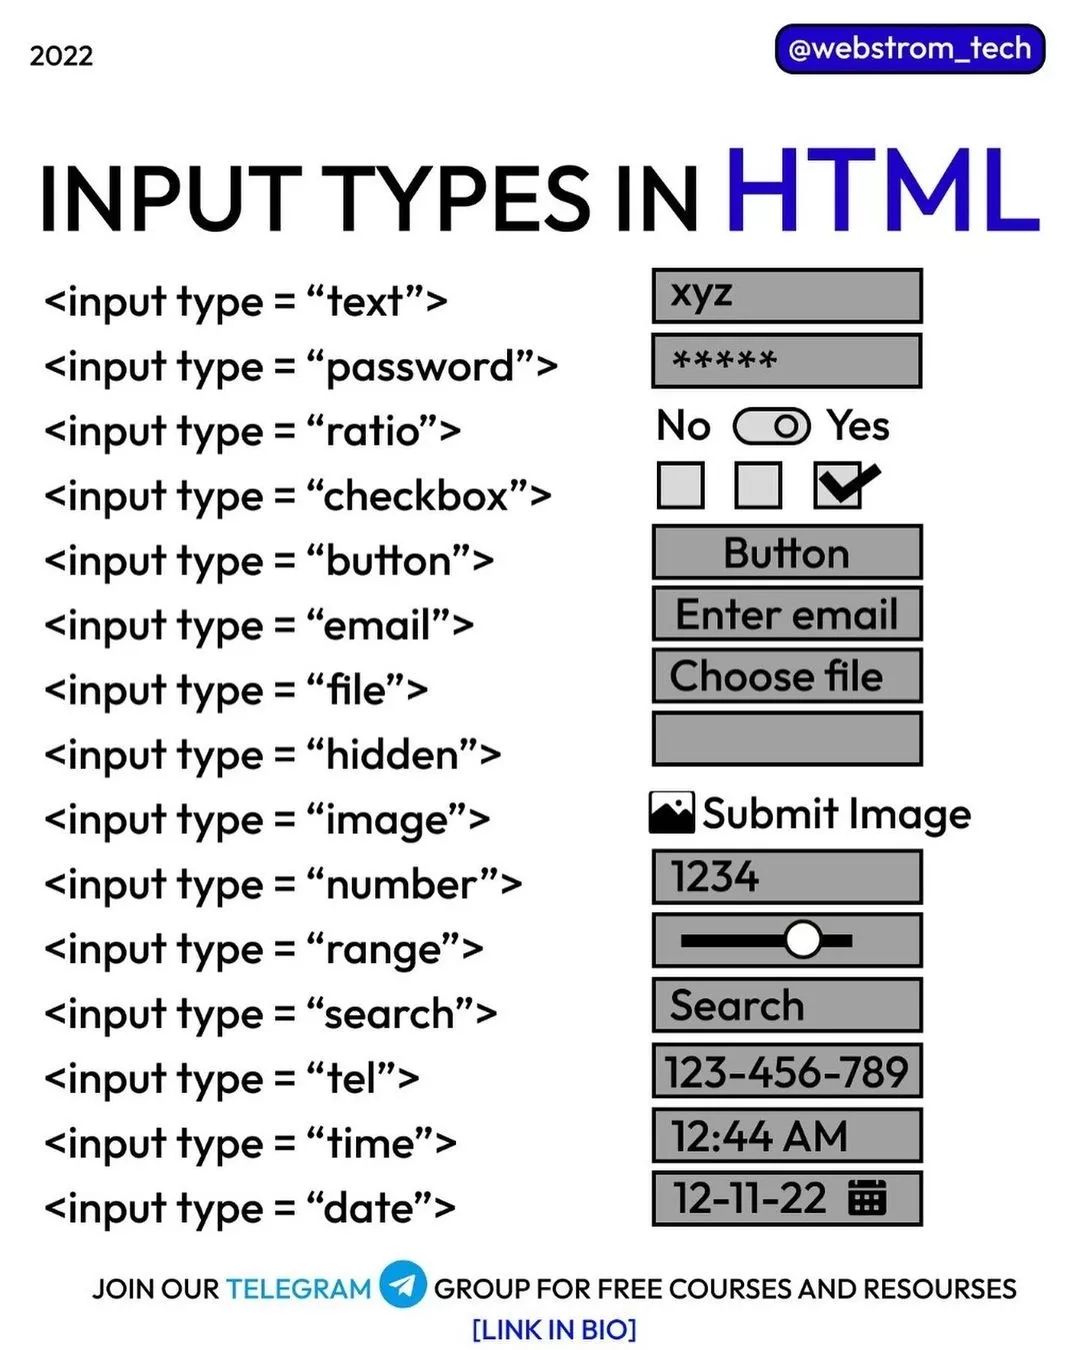 2022
@webstrom_tech
INPUT TYPES IN HTML
<input type = “text”> xyz
<input type = “password”> *****
<input type = “ratio”> No Yes
<input type = “checkbox”>
<input type = “button”> Button
<input type = “email”> Enter email
<input type = “file”> Choose file
<input type = “hidden”>
<input type = “image”> Submit Image
<input type = “number”> 1234
<input type = “range”>
<input type = “search”> Search
<input type = “tel”> 123-456-789
<input type = “time”> 12:44 AM
<input type = “date”> 12-11-22
JOIN OUR TELEGRAM GROUP FOR FREE COURSES AND RESOURSES
[LINK IN BIO]